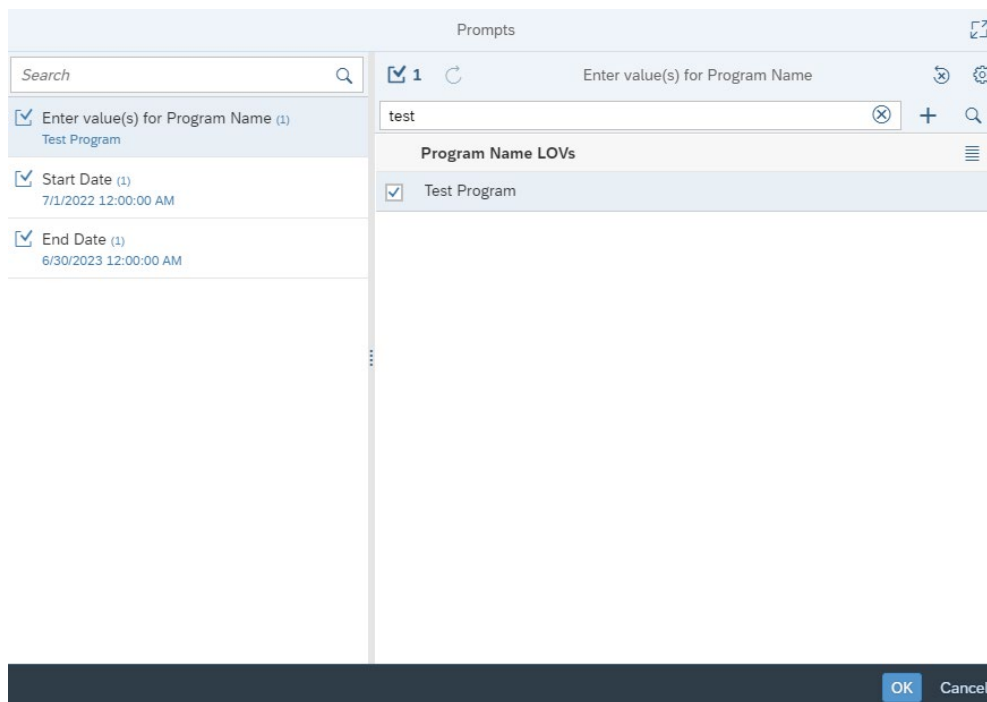 Prompts
Search
Enter value(s) for Program Name (1)
Test Program
Start Date (1)
7/1/2022 12:00:00 AM
End Date (1)
6/30/2023 12:00:00 AM
1
Enter value(s) for Program Name
test
Program Name LOVs
Test Program
OK
Cancel